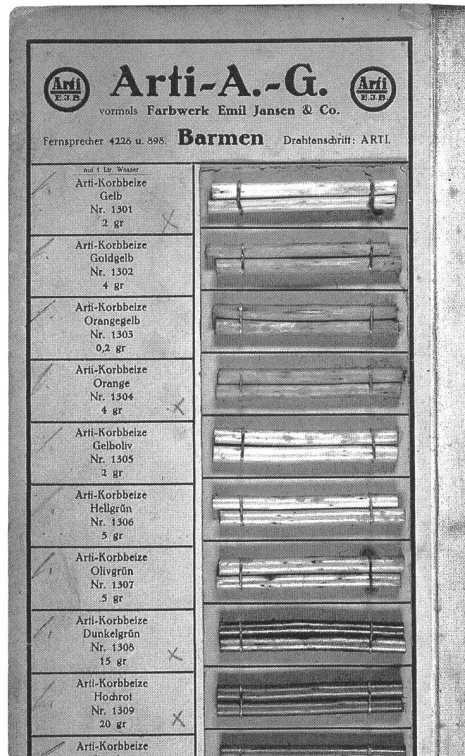 Arti
E.J.B.
Arti-A.-G.
Arti
E.J.B.
vormals Farbwerk Emil Jansen & Co.
Fernsprecher 4226 u. 898. Barmen Drahtanschrift: ARTI.
auf 1 Ltr. Wasser
Arti-Korbbeize
Gelb
Nr. 1301
2 gr
Arti-Korbbeize
Goldgelb
Nr. 1302
4 gr
Arti-Korbbeize
Orangegelb
Nr. 1303
0,2 gr
Arti-Korbbeize
Orange
Nr. 1304
4 gr
Arti-Korbbeize
Gelboliv
Nr. 1305
2 gr
Arti-Korbbeize
Hellgrün
Nr. 1306
5 gr
Arti-Korbbeize
Olivgrün
Nr. 1307
5 gr
Arti-Korbbeize
Dunkelgrün
Nr. 1308
15 gr
Arti-Korbbeize
Hochrot
Nr. 1309
20 gr
Arti-Korbbeize